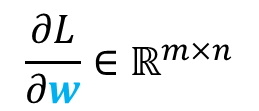 ∂L/∂w ∈ ℝ^{m×n}